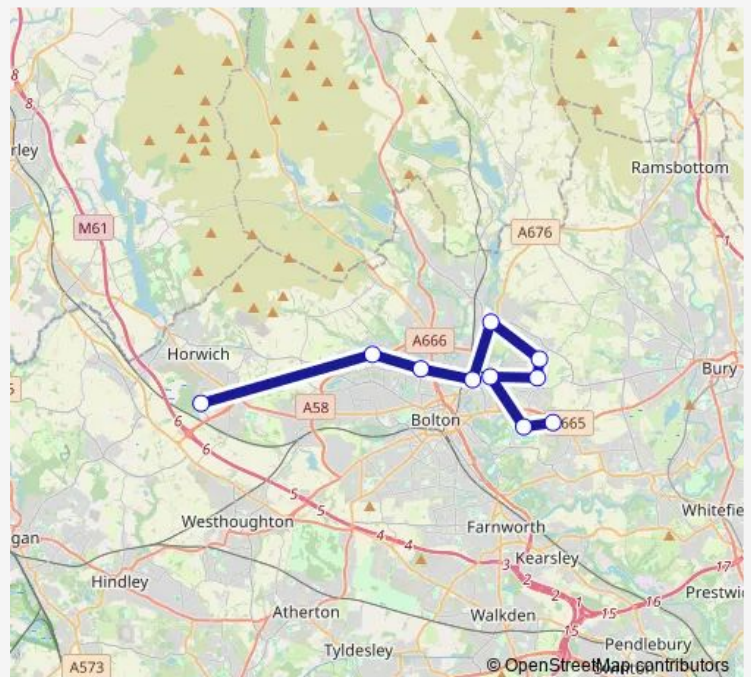 8
8
rley
Ramsbottom
M61
A676
1
Horwich
A666
Bury
A58
6
Bolton
665
6
5
5
Westhoughton
4
4
Whitefie
gan
Farnworth
Kearsley
3
17
2
Hindley
2
1
16
Prestwi
15
Atherton
Walkden
15
Pendlebury
Tyldesley
A573
© OpenStreetMap contributors